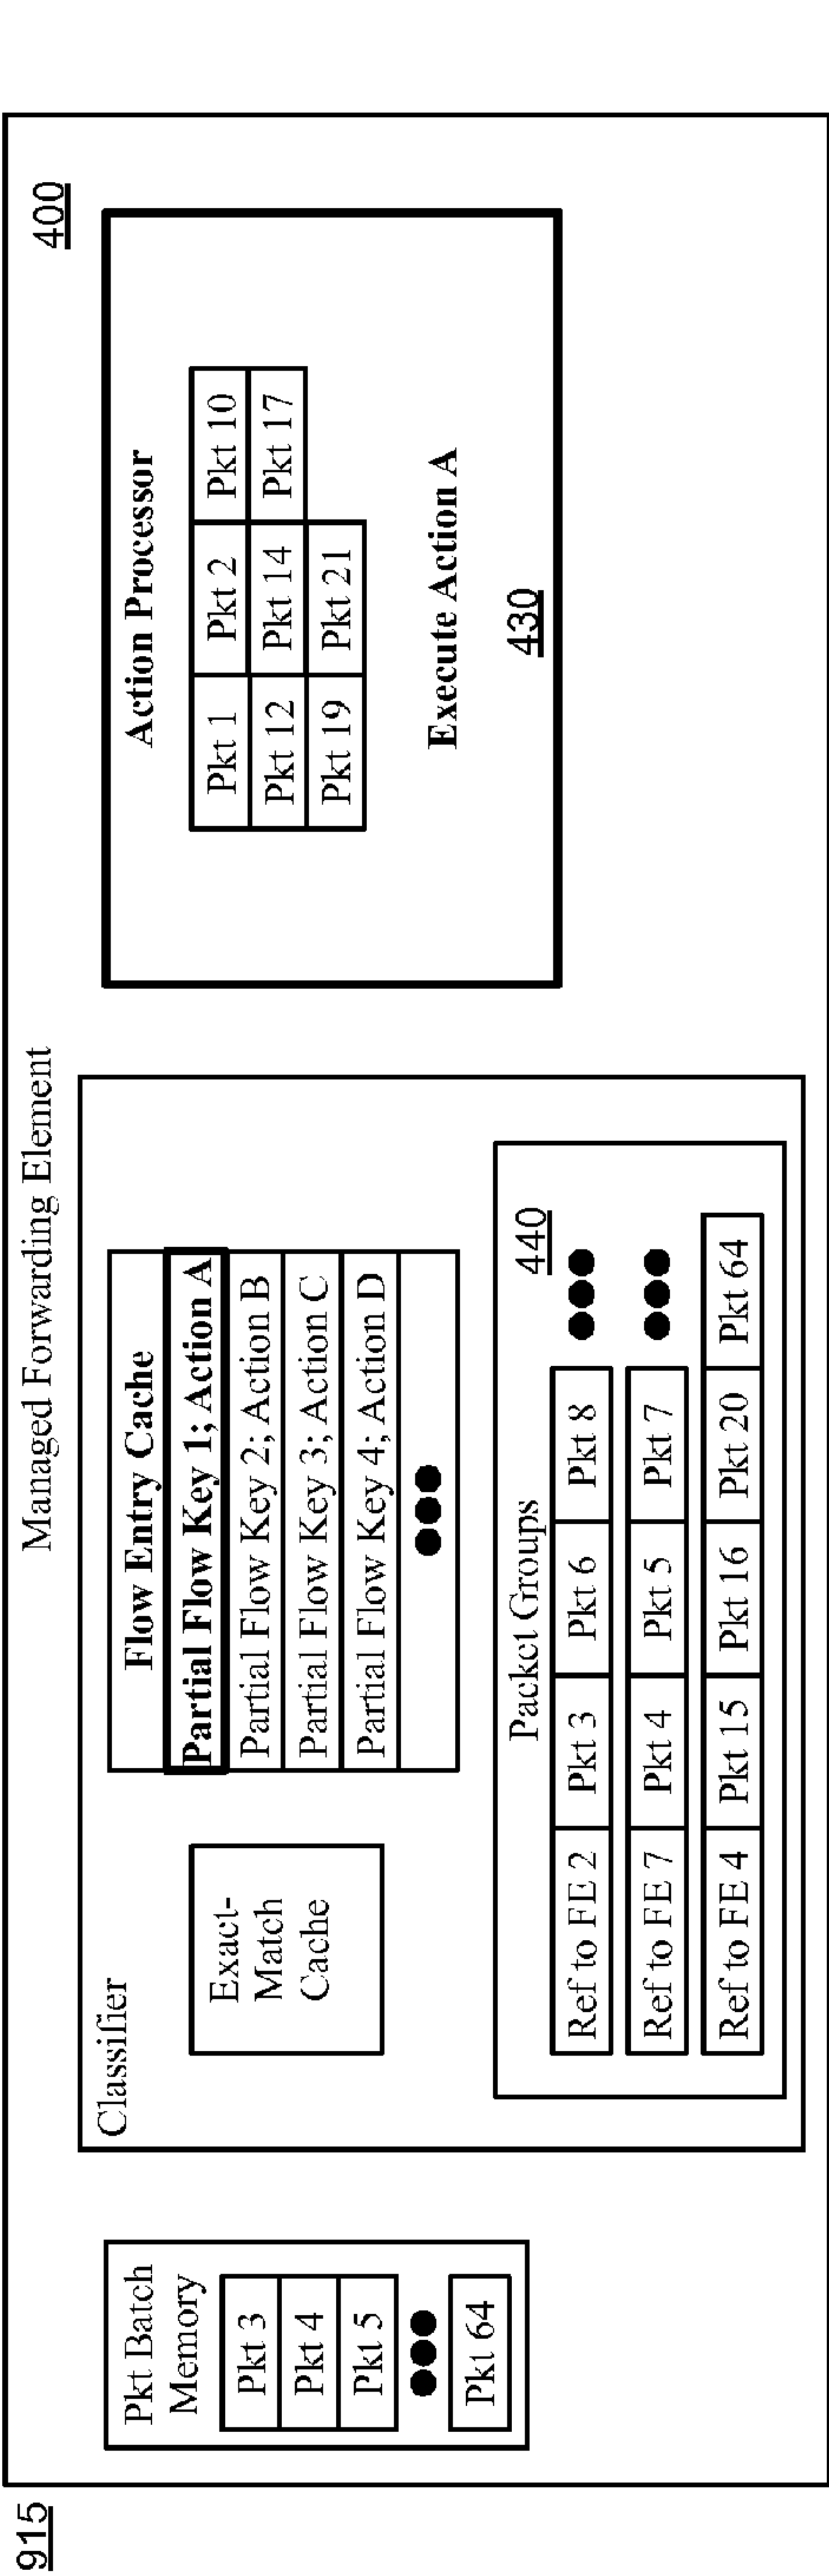 915
Managed Forwarding Element
400
Pkt Batch
Memory
Pkt 3
Pkt 4
Pkt 5
Pkt 64
Classifier
Exact-
Match
Cache
Flow Entry Cache
Partial Flow Key 1; Action A
Partial Flow Key 2; Action B
Partial Flow Key 3; Action C
Partial Flow Key 4; Action D
Packet Groups
440
Ref to FE 2 Pkt 3 Pkt 6 Pkt 8
Ref to FE 7 Pkt 4 Pkt 5 Pkt 7
Ref to FE 4 Pkt 15 Pkt 16 Pkt 20 Pkt 64
Action Processor
Pkt 1 Pkt 2 Pkt 10
Pkt 12 Pkt 14 Pkt 17
Pkt 19 Pkt 21
Execute Action A
430